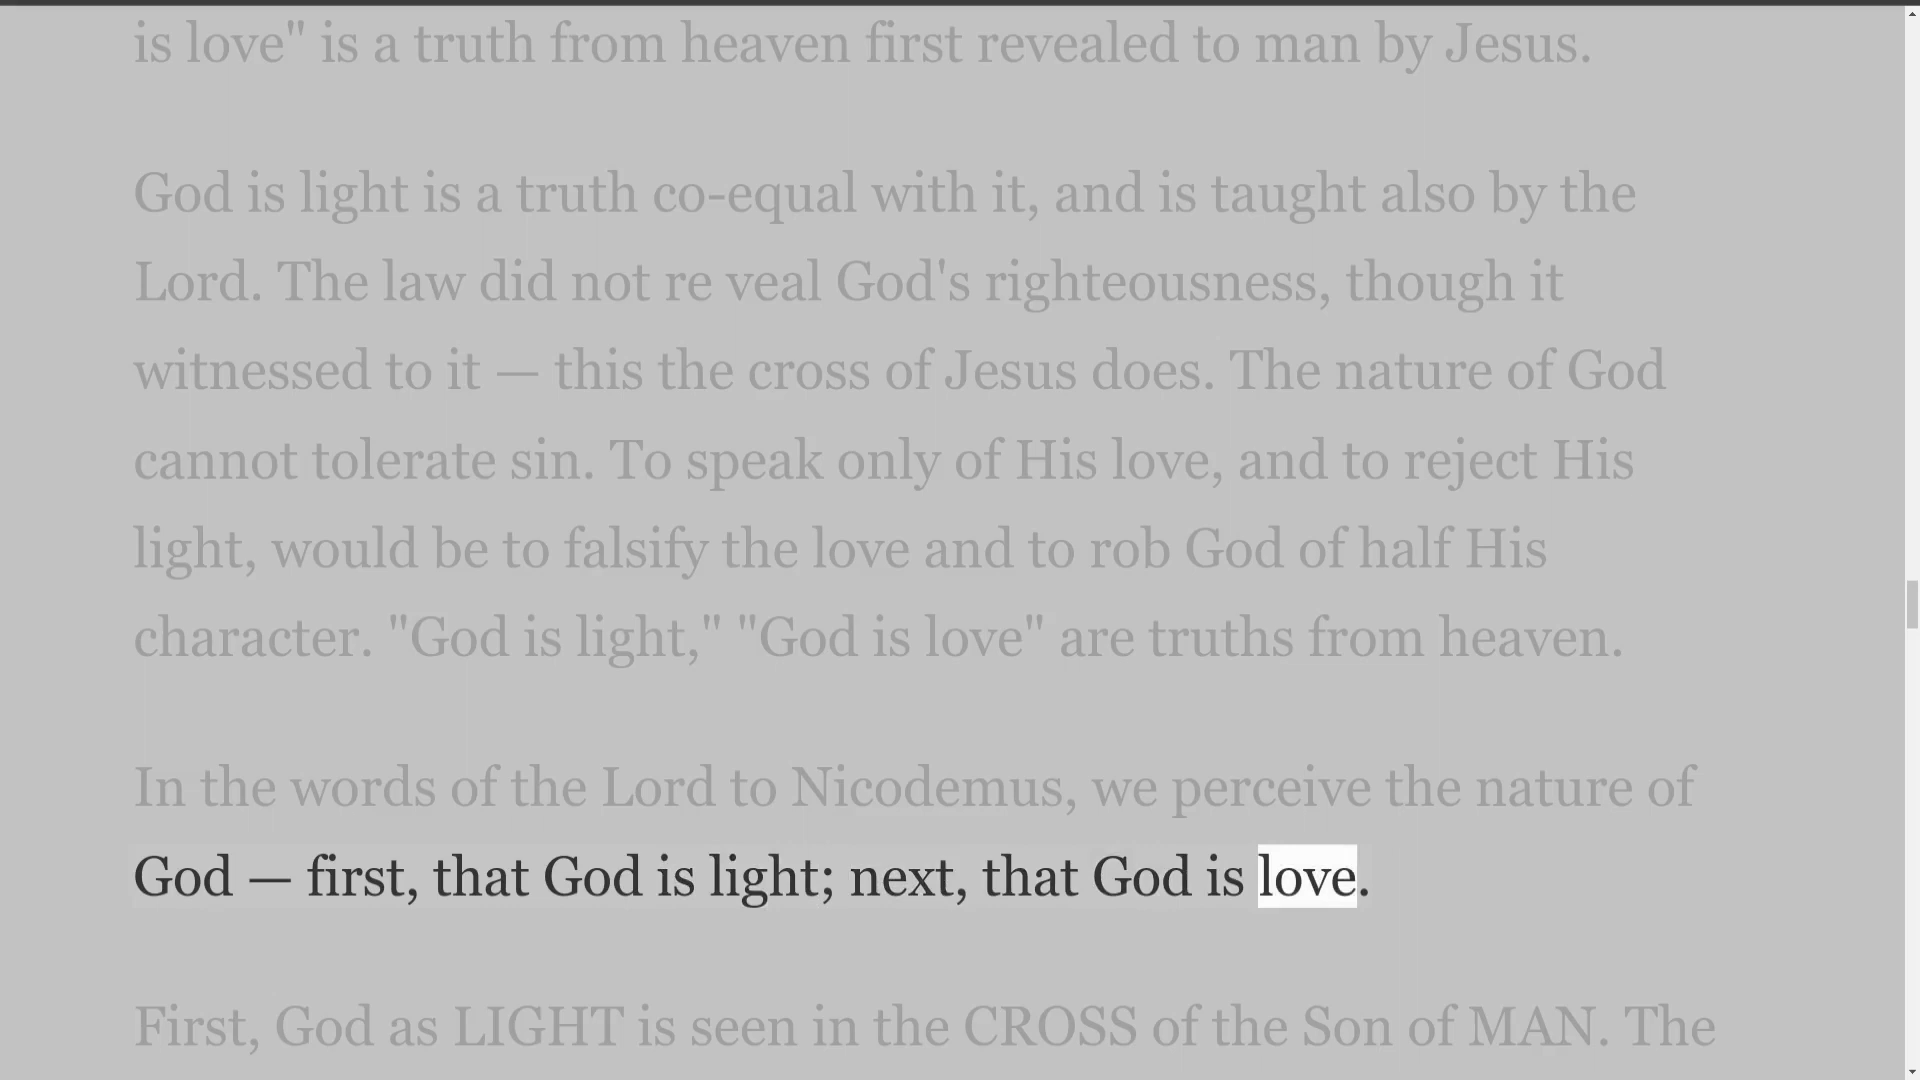 is love" is a truth from heaven first revealed to man by Jesus.
God is light is a truth co-equal with it, and is taught also by the
Lord. The law did not re veal God's righteousness, though it
witnessed to it — this the cross of Jesus does. The nature of God
cannot tolerate sin. To speak only of His love, and to reject His
light, would be to falsify the love and to rob God of half His
character. "God is light," "God is love" are truths from heaven.
In the words of the Lord to Nicodemus, we perceive the nature of
God — first, that God is light; next, that God is love.
First, God as LIGHT is seen in the CROSS of the Son of MAN. The